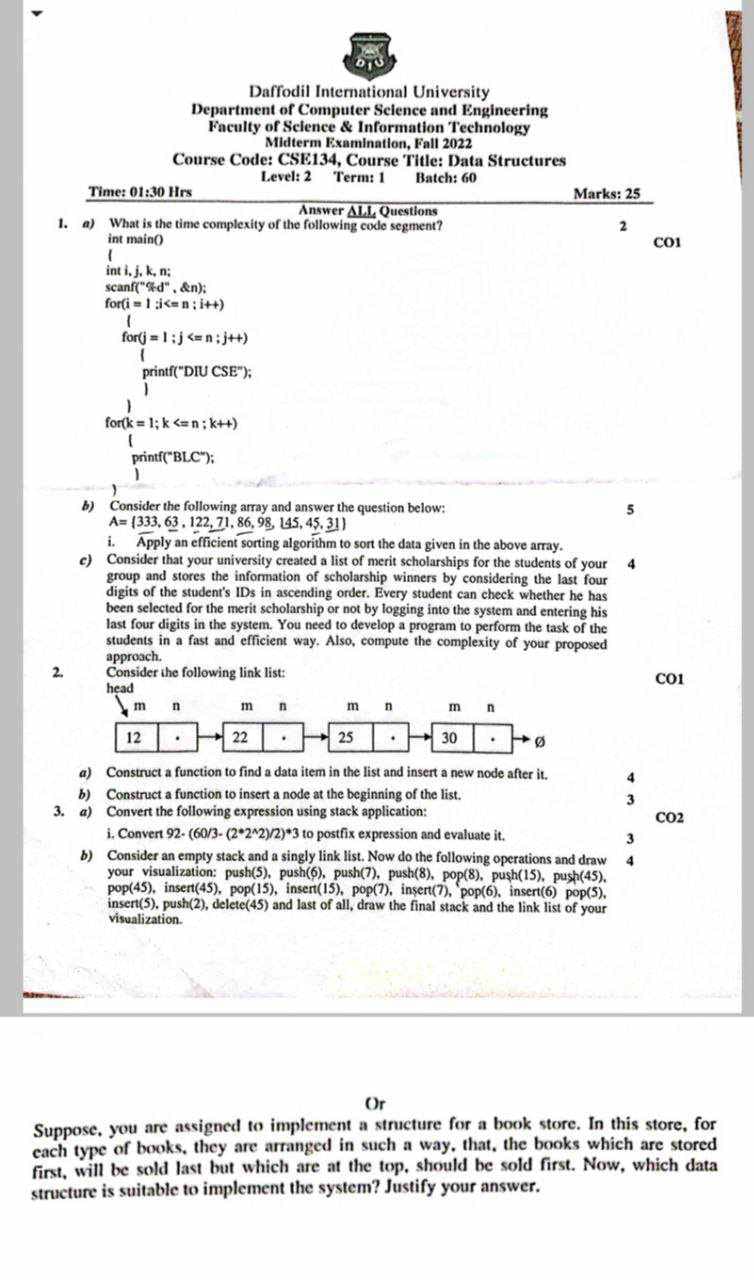 DIU
Daffodil International University
Department of Computer Science and Engineering
Faculty of Science & Information Technology
Midterm Examination, Fall 2022
Course Code: CSE134, Course Title: Data Structures
Level: 2 Term: 1 Batch: 60
Time: 01:30 Hrs Marks: 25
Answer ALL Questions
1. a) What is the time complexity of the following code segment? 2
int main() CO1
{
int i, j, k, n;
scanf("%d" , &n);
for(i = 1 ;i<= n ; i++)
{
for(j = 1 ; j <= n ; j++)
{
printf("DIU CSE");
}
}
for(k = 1; k <= n ; k++)
{
printf("BLC");
}
}
b) Consider the following array and answer the question below: 5
A= {333, 63 , 122, 71, 86, 98, 145, 45, 31}
i. Apply an efficient sorting algorithm to sort the data given in the above array.
c) Consider that your university created a list of merit scholarships for the students of your 4
group and stores the information of scholarship winners by considering the last four
digits of the student's IDs in ascending order. Every student can check whether he has
been selected for the merit scholarship or not by logging into the system and entering his
last four digits in the system. You need to develop a program to perform the task of the
students in a fast and efficient way. Also, compute the complexity of your proposed
approach.
2. Consider the following link list: CO1
head
m n m n m n m n
12 . 22 . 25 . 30 . Ø
a) Construct a function to find a data item in the list and insert a new node after it. 4
b) Construct a function to insert a node at the beginning of the list. 3
3. a) Convert the following expression using stack application: CO2
i. Convert 92- (60/3- (2*2^2)/2)*3 to postfix expression and evaluate it. 3
b) Consider an empty stack and a singly link list. Now do the following operations and draw 4
your visualization: push(5), push(6), push(7), push(8), pop(8), push(15), push(45),
pop(45), insert(45), pop(15), insert(15), pop(7), insert(7), pop(6), insert(6) pop(5),
insert(5), push(2), delete(45) and last of all, draw the final stack and the link list of your
visualization.
Or
Suppose, you are assigned to implement a structure for a book store. In this store, for
each type of books, they are arranged in such a way, that, the books which are stored
first, will be sold last but which are at the top, should be sold first. Now, which data
structure is suitable to implement the system? Justify your answer.